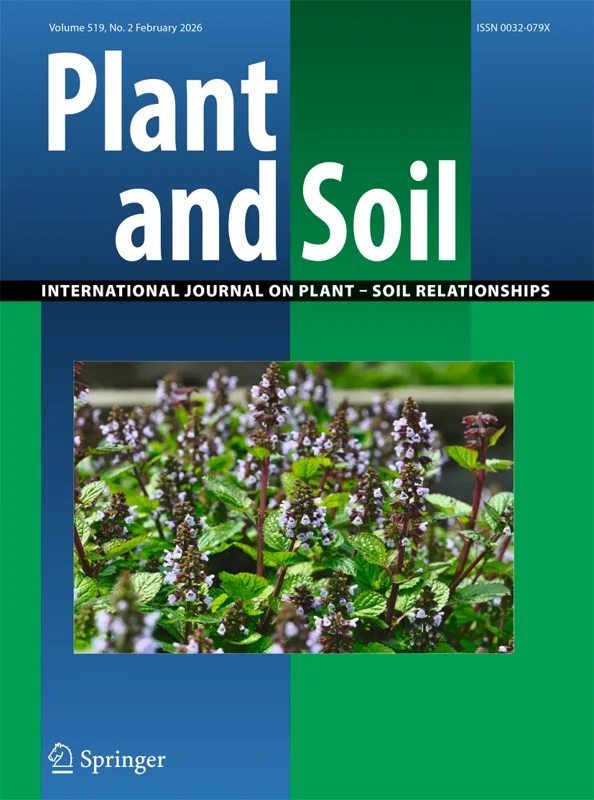 Volume 519, No. 2 February 2026
ISSN 0032-079X
Plant
and Soil
INTERNATIONAL JOURNAL ON PLANT – SOIL RELATIONSHIPS
Springer